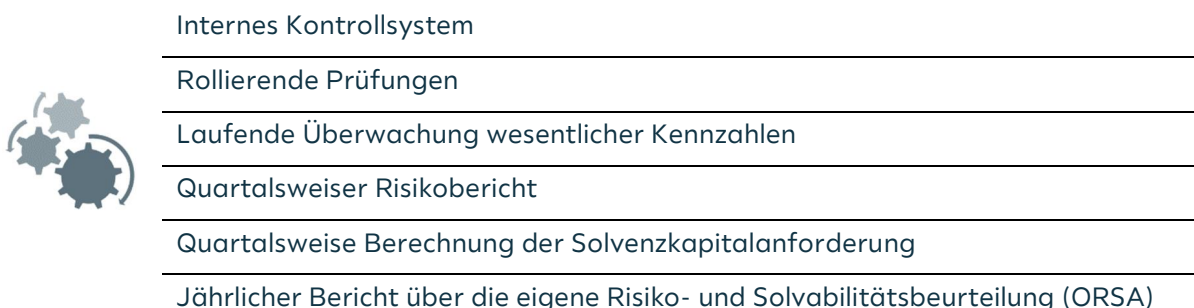 Internes Kontrollsystem
Rollierende Prüfungen
Laufende Überwachung wesentlicher Kennzahlen
Quartalsweiser Risikobericht
Quartalsweise Berechnung der Solvenzkapitalanforderung
Jährlicher Bericht über die eigene Risiko- und Solvabilitätsbeurteilung (ORSA)